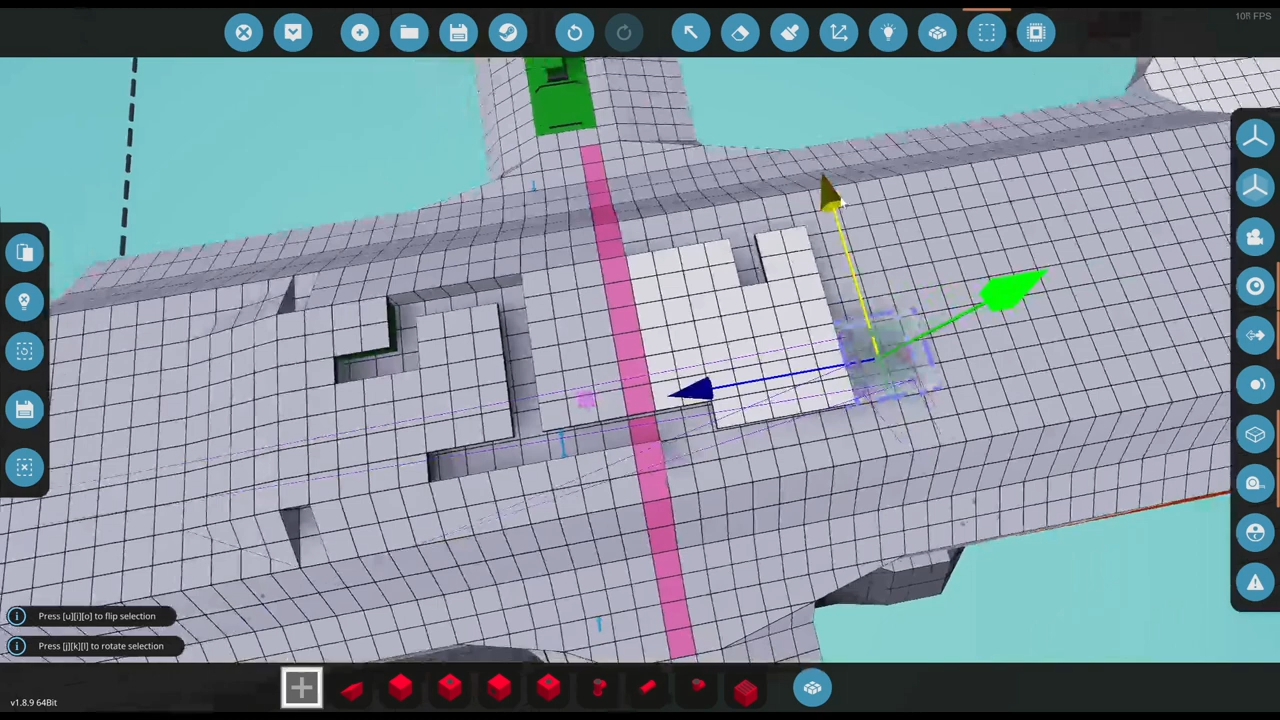 108 FPS
Press [u][i][o] to flip selection
Press [j][k][l] to rotate selection
v1.8.9 64Bit